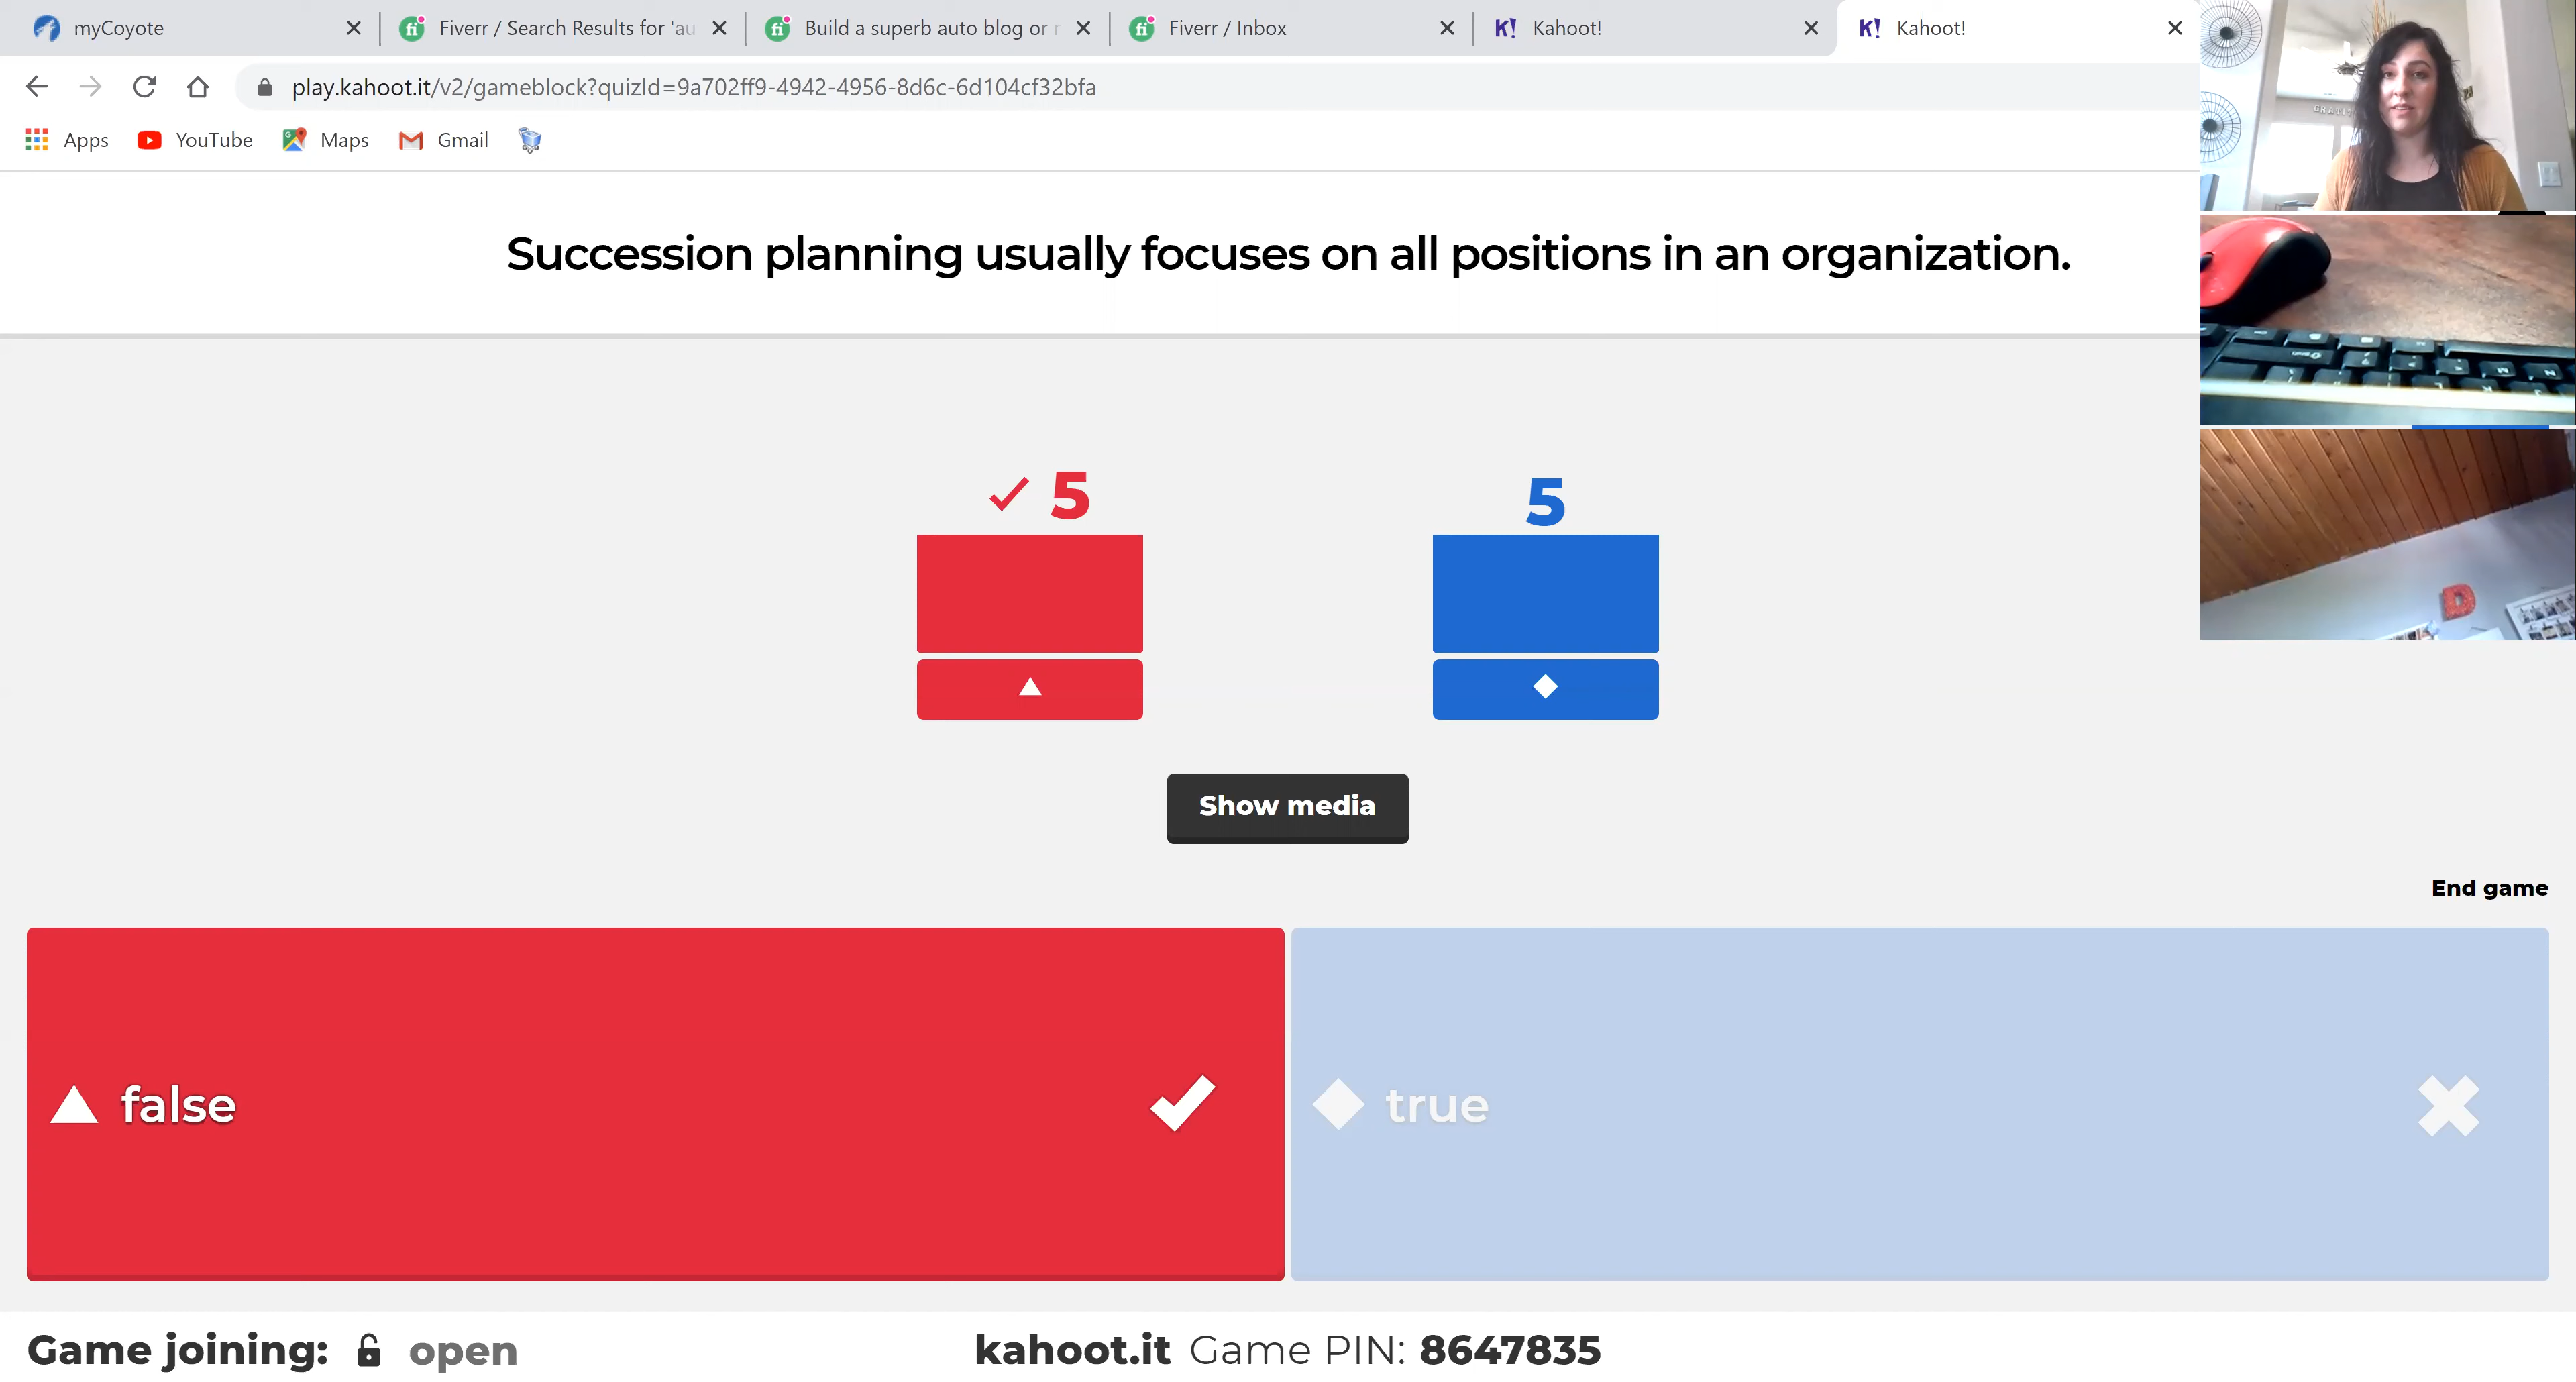 myCoyote
Fiverr / Search Results for 'au
Build a superb auto blog or r
Fiverr / Inbox
K! Kahoot!
K! Kahoot!
play.kahoot.it/v2/gameblock?quizId=9a702ff9-4942-4956-8d6c-6d104cf32bfa
Apps YouTube Maps Gmail
Succession planning usually focuses on all positions in an organization.
5 5
Show media
End game
false true
Game joining: open kahoot.it Game PIN: 8647835
D